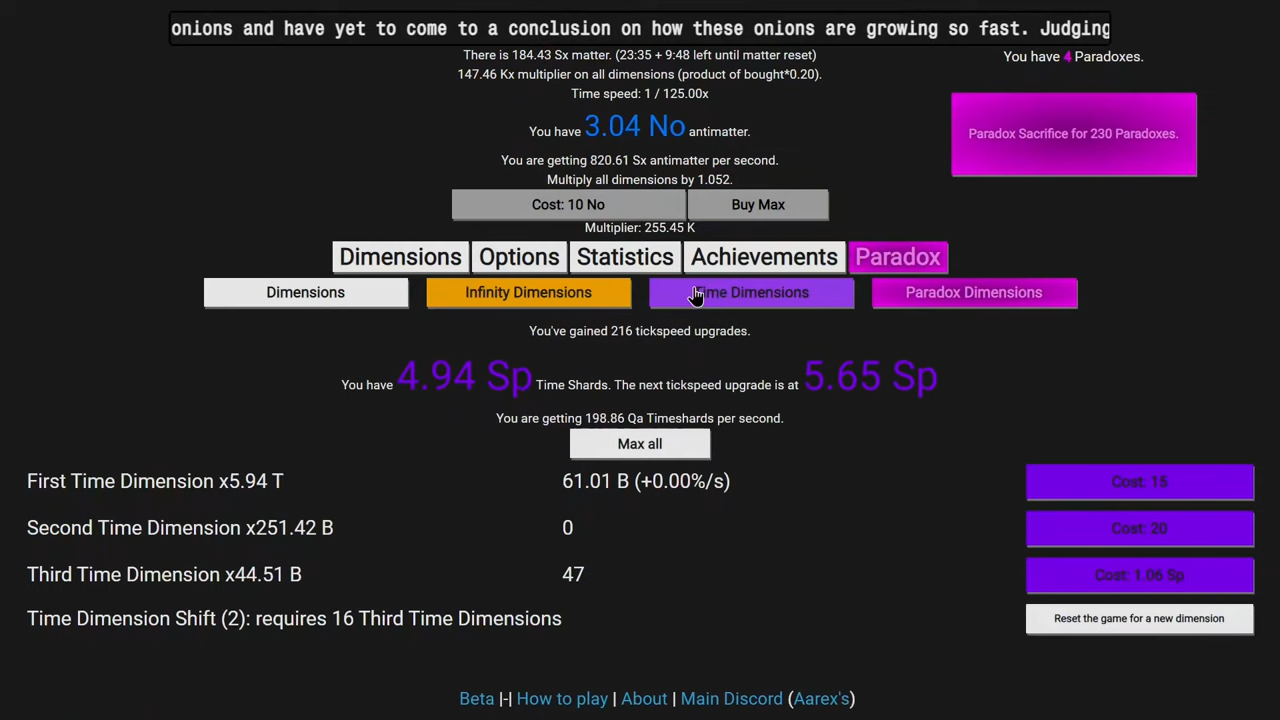 onions and have yet to come to a conclusion on how these onions are growing so fast. Judging
There is 184.43 Sx matter. (23:35 + 9:48 left until matter reset)
You have 4 Paradoxes.
147.46 Kx multiplier on all dimensions (product of bought*0.20).
Time speed: 1 / 125.00x
You have 3.04 No antimatter.
Paradox Sacrifice for 230 Paradoxes.
You are getting 820.61 Sx antimatter per second.
Multiply all dimensions by 1.052.
Cost: 10 No Buy Max
Multiplier: 255.45 K
Dimensions Options Statistics Achievements Paradox
Dimensions Infinity Dimensions Time Dimensions Paradox Dimensions
You've gained 216 tickspeed upgrades.
You have 4.94 Sp Time Shards. The next tickspeed upgrade is at 5.65 Sp
You are getting 198.86 Qa Timeshards per second.
Max all
First Time Dimension x5.94 T 61.01 B (+0.00%/s) Cost: 15
Second Time Dimension x251.42 B 0 Cost: 20
Third Time Dimension x44.51 B 47 Cost: 1.06 Sp
Time Dimension Shift (2): requires 16 Third Time Dimensions Reset the game for a new dimension
Beta |-| How to play | About | Main Discord (Aarex's)